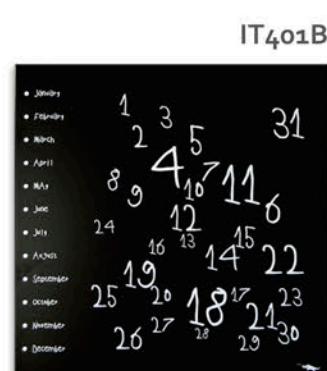 IT401B
January
February
March
April
MAy
June
July
August
September
October
November
December
1 3 31
2 5
4 7
8 9 10 11 6
12
24 16 13 14 15 22
19
25 20 18 17 23
21
26 27 28 29 30